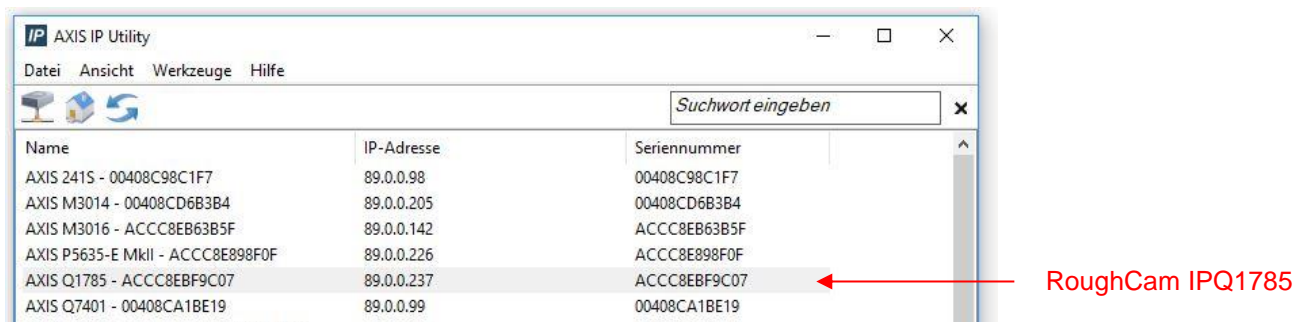 IP AXIS IP Utility
Datei Ansicht Werkzeuge Hilfe
Suchwort eingeben
Name IP-Adresse Seriennummer
AXIS 241S - 00408C98C1F7 89.0.0.98 00408C98C1F7
AXIS M3014 - 00408CD6B3B4 89.0.0.205 00408CD6B3B4
AXIS M3016 - ACCC8EB63B5F 89.0.0.142 ACCC8EB63B5F
AXIS P5635-E MkII - ACCC8E898F0F 89.0.0.226 ACCC8E898F0F
AXIS Q1785 - ACCC8EBF9C07 89.0.0.237 ACCC8EBF9C07 RoughCam IPQ1785
AXIS Q7401 - 00408CA1BE19 89.0.0.99 00408CA1BE19